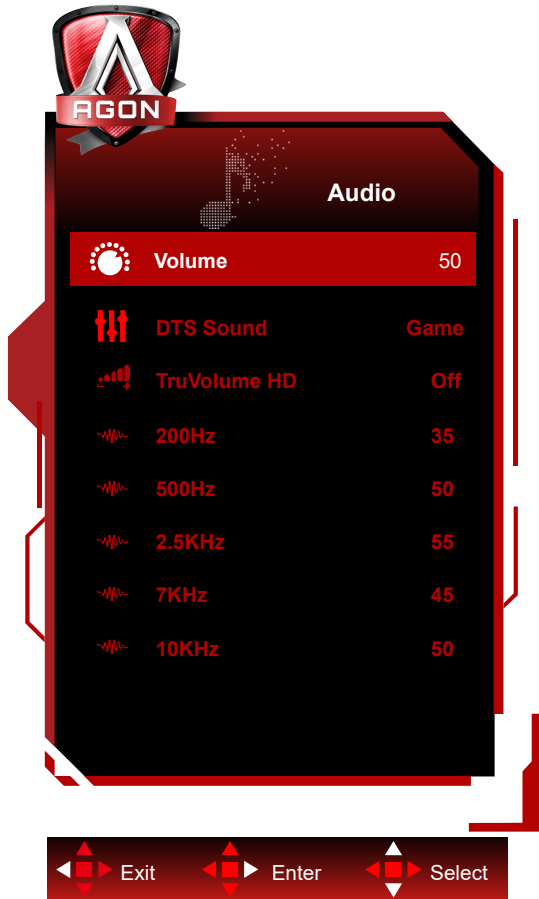 AGON
Audio
Volume 50
DTS Sound Game
TruVolume HD Off
200Hz 35
500Hz 50
2.5KHz 55
7KHz 45
10KHz 50
Exit Enter Select